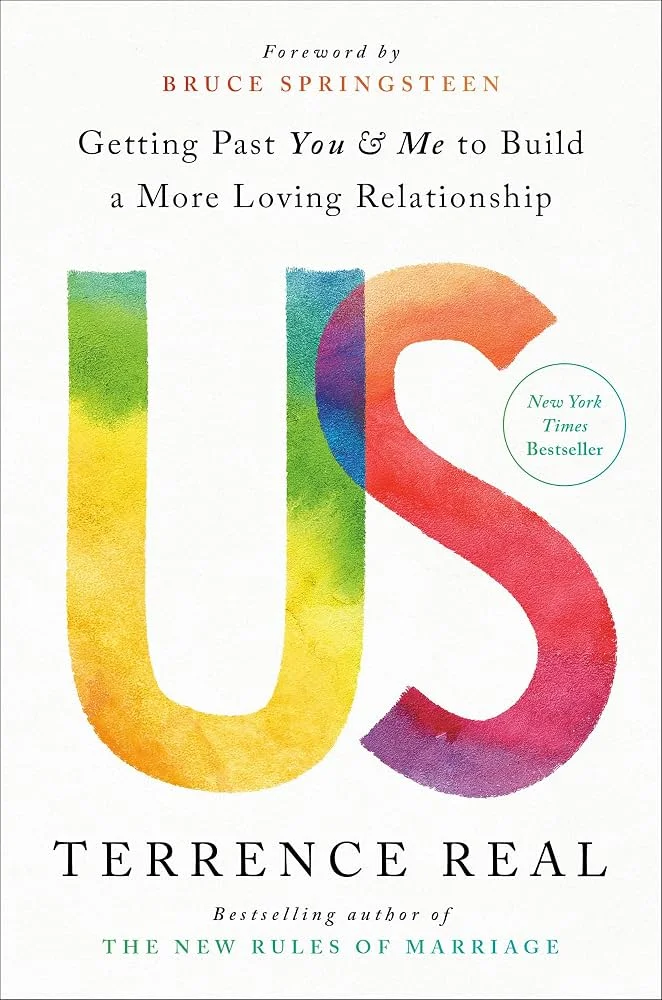 Foreword by
BRUCE SPRINGSTEEN
Getting Past You & Me to Build
a More Loving Relationship
US
New York
Times
Bestseller
TERRENCE REAL
Bestselling author of
THE NEW RULES OF MARRIAGE